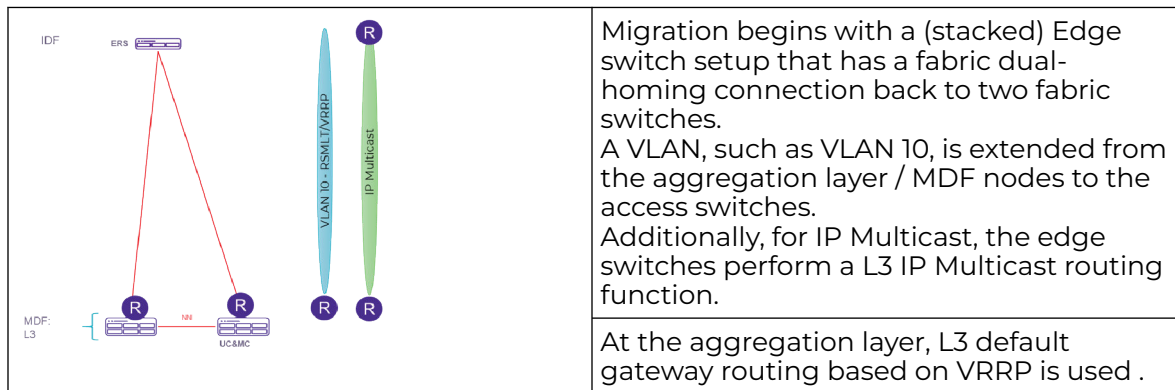 IDF
ERS
R
VLAN 10 - RSMLT/VRRP
IP Multicast
R
R
R
R
MDF:
L3
NNI
UC&MC
Migration begins with a (stacked) Edge
switch setup that has a fabric dual-
homing connection back to two fabric
switches.
A VLAN, such as VLAN 10, is extended from
the aggregation layer / MDF nodes to the
access switches.
Additionally, for IP Multicast, the edge
switches perform a L3 IP Multicast routing
function.
At the aggregation layer, L3 default
gateway routing based on VRRP is used .